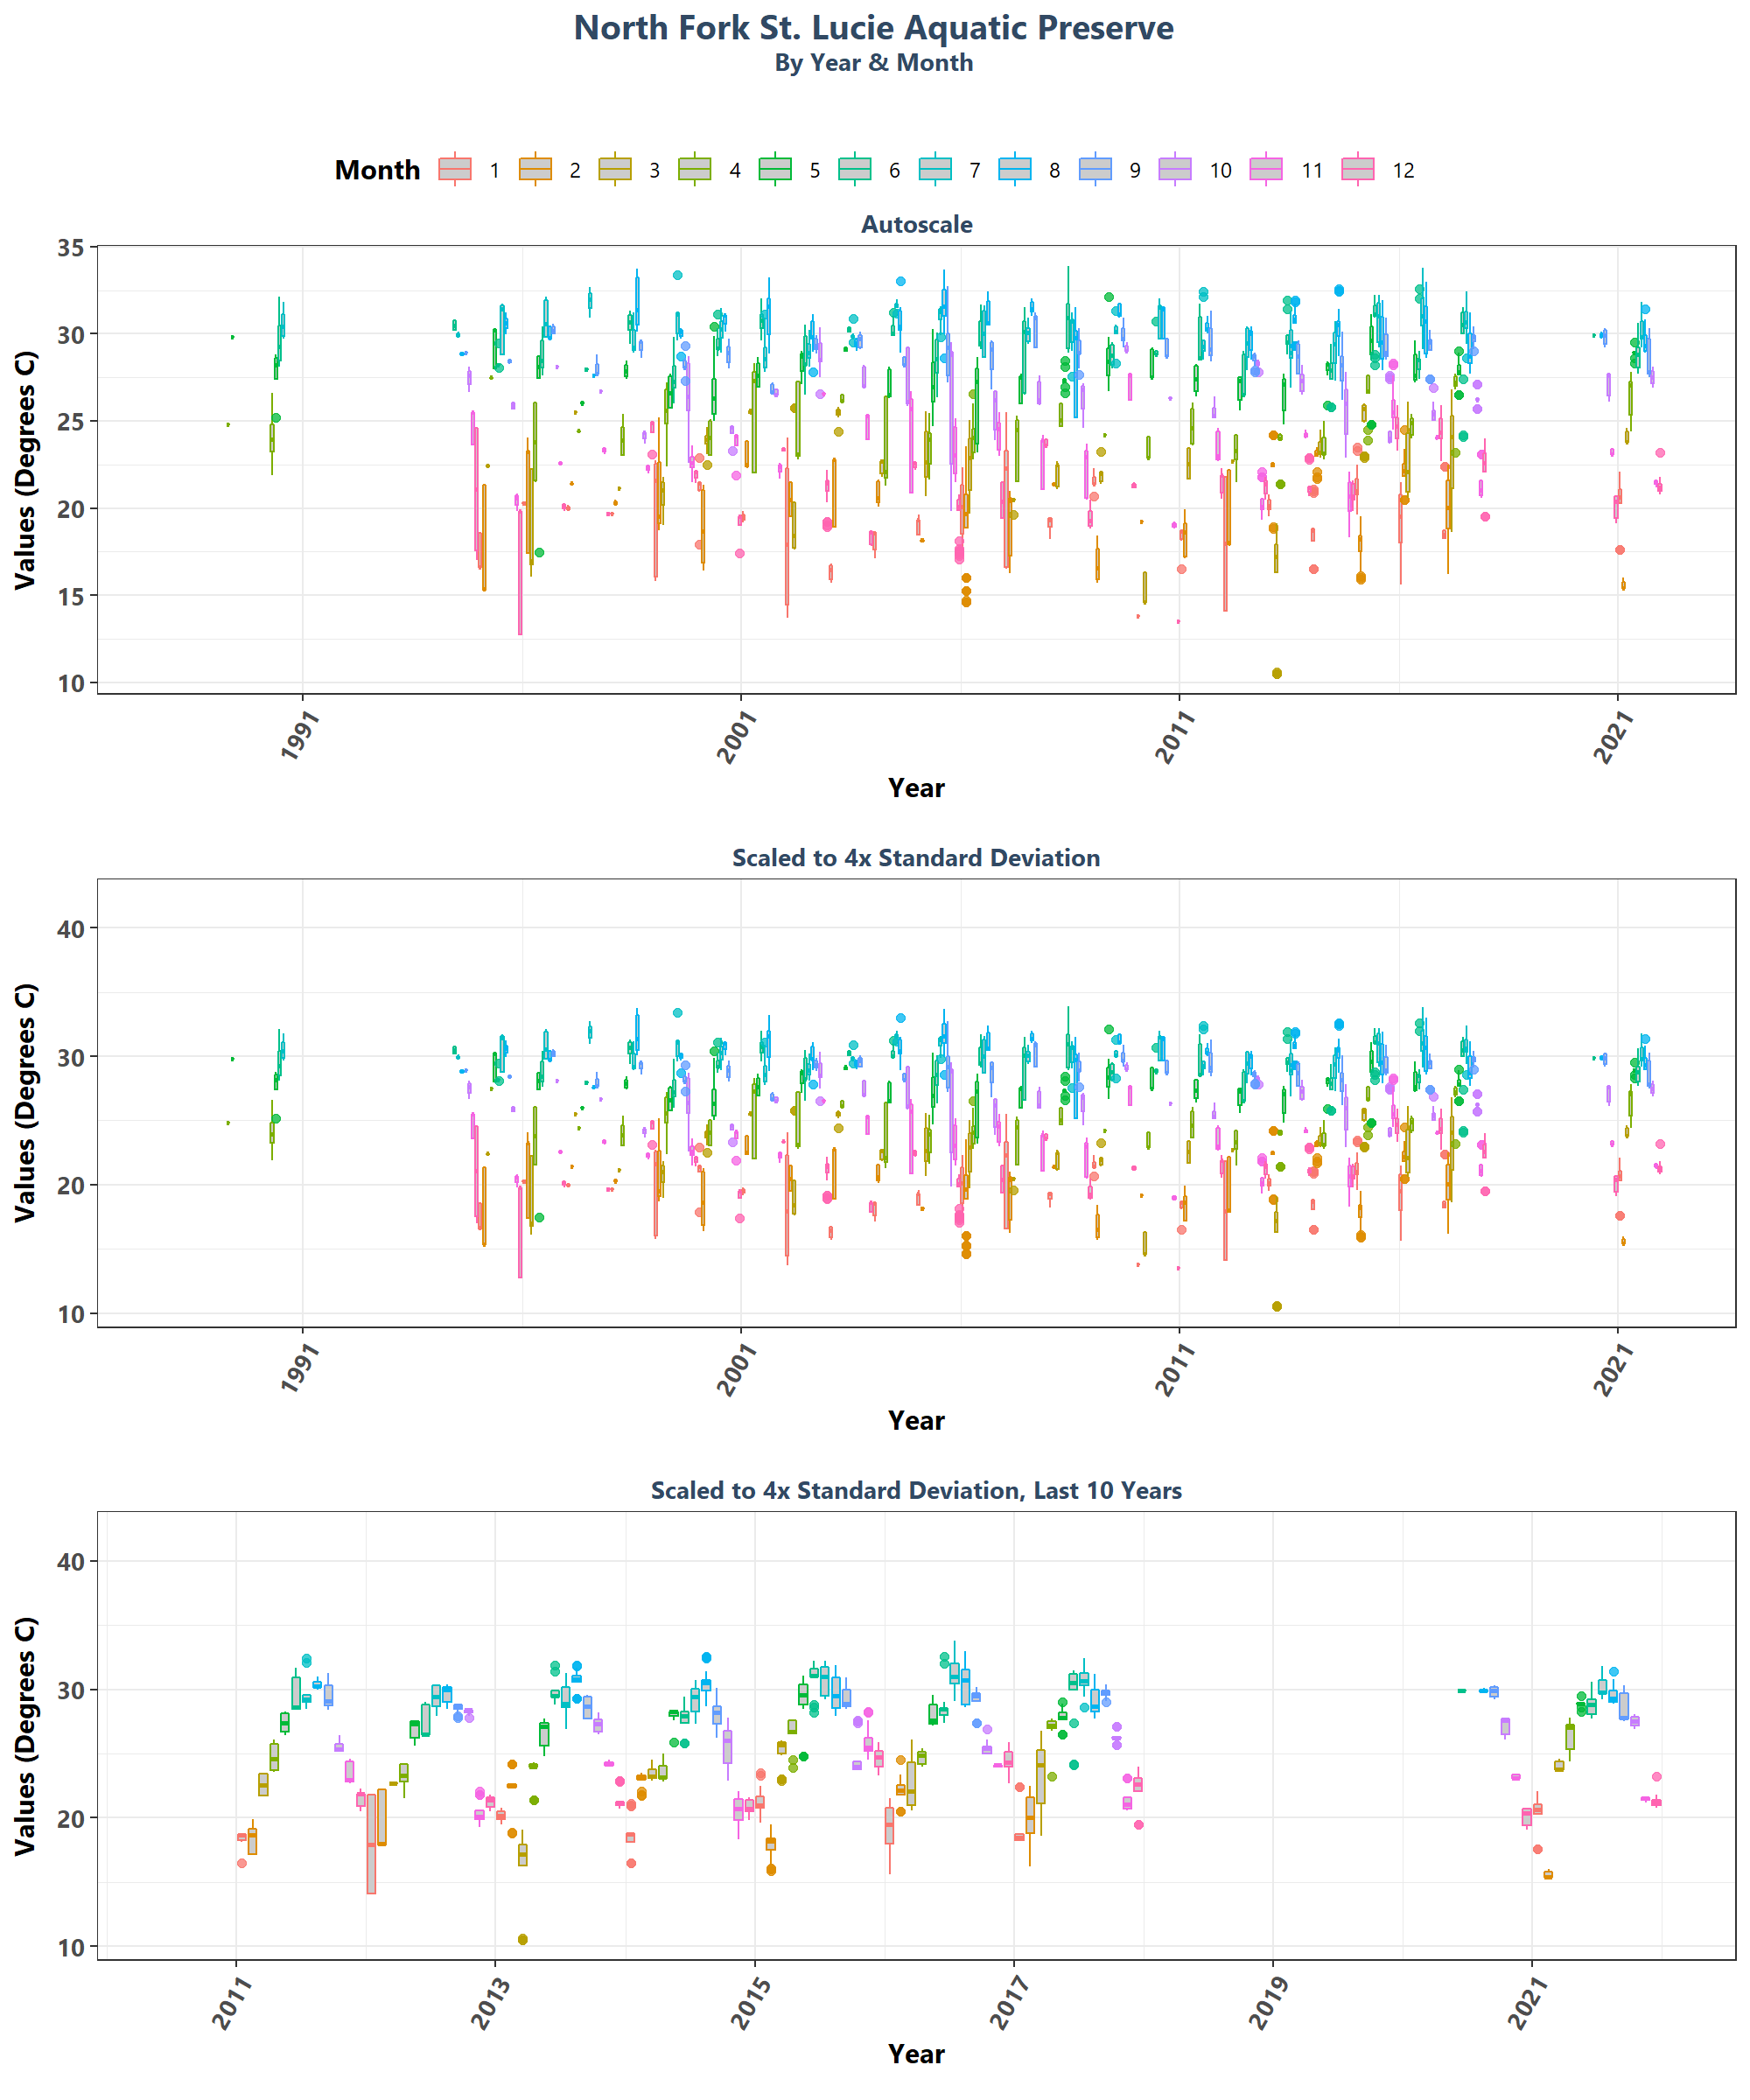 North Fork St. Lucie Aquatic Preserve
By Year & Month
Month 1 2 3 4 5 6 7 8 9 10 11 12
Autoscale
Values (Degrees C)
35
30
25
20
15
10
1991 2001 2011 2021
Year
Scaled to 4x Standard Deviation
Values (Degrees C)
40
30
20
10
1991 2001 2011 2021
Year
Scaled to 4x Standard Deviation, Last 10 Years
Values (Degrees C)
40
30
20
10
2011 2013 2015 2017 2019 2021
Year